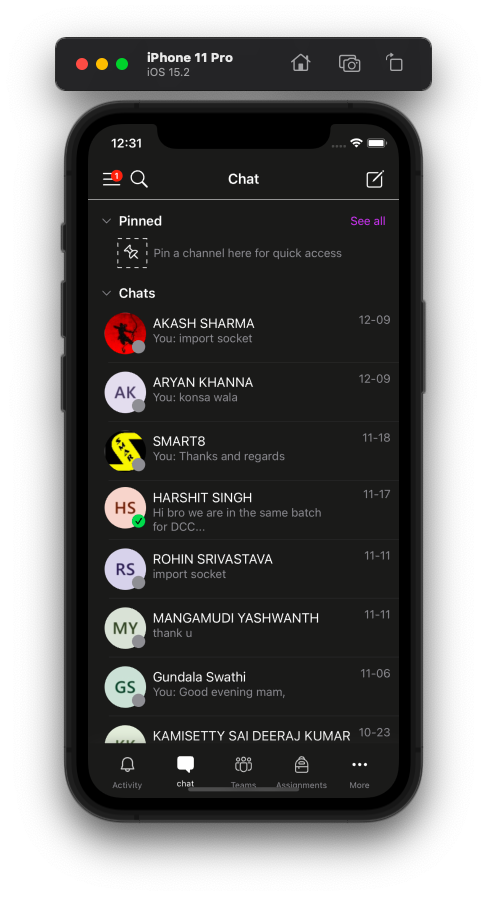 iPhone 11 Pro
iOS 15.2
12:31
1
Chat
Pinned
See all
Pin a channel here for quick access
Chats
AKASH SHARMA
12-09
You: import socket
AK
ARYAN KHANNA
12-09
You: konsa wala
SMAR
SMART8
11-18
You: Thanks and regards
HS
HARSHIT SINGH
11-17
Hi bro we are in the same batch
for DCC...
RS
ROHIN SRIVASTAVA
11-11
import socket
MY
MANGAMUDI YASHWANTH
11-11
thank u
GS
Gundala Swathi
11-06
You: Good evening mam,
KK
KAMISETTY SAI DEERAJ KUMAR
10-23
Activity
chat
Teams
Assignments
More